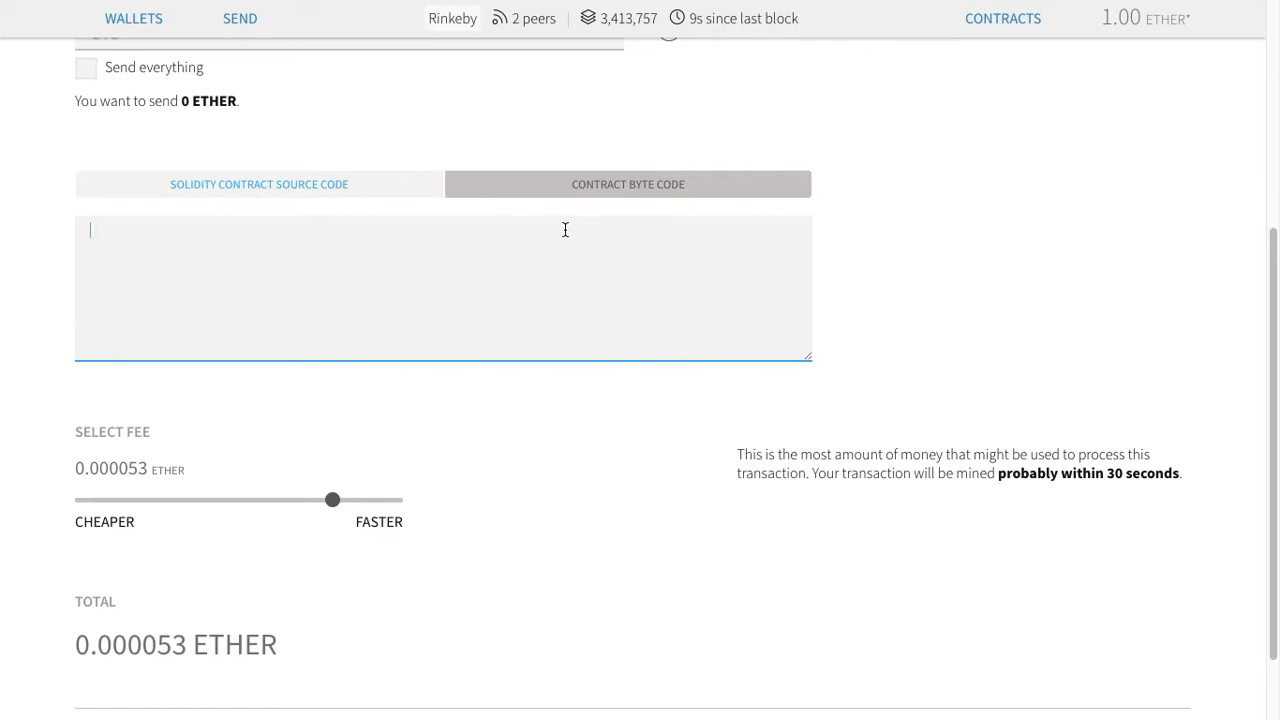 WALLETS SEND Rinkeby 2 peers 3,413,757 9s since last block CONTRACTS 1.00 ETHER*
Send everything
You want to send 0 ETHER.
SOLIDITY CONTRACT SOURCE CODE CONTRACT BYTE CODE
SELECT FEE
0.000053 ETHER
This is the most amount of money that might be used to process this
transaction. Your transaction will be mined probably within 30 seconds.
CHEAPER FASTER
TOTAL
0.000053 ETHER